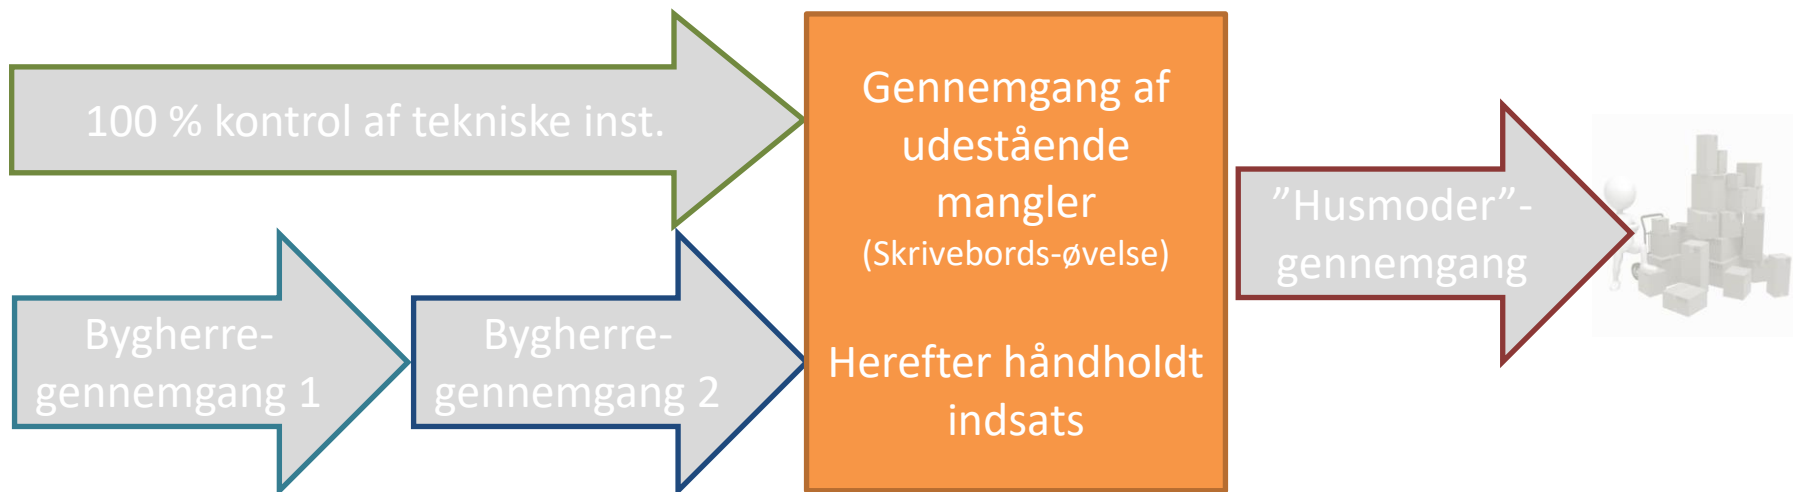 100 % kontrol af tekniske inst.
Bygherre-
gennemgang 1
Bygherre-
gennemgang 2
Gennemgang af
udestående
mangler
(Skrivebords-øvelse)
Herefter håndholdt
indsats
”Husmoder”-
gennemgang